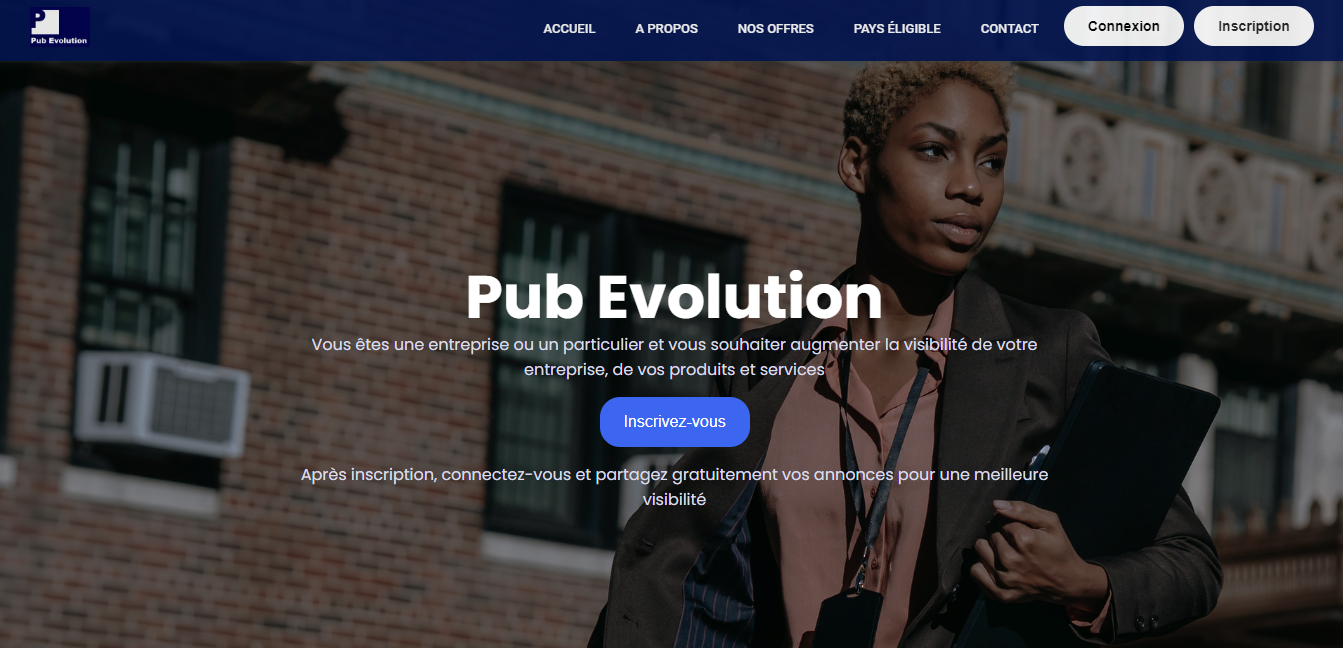 P
Pub Evolution
ACCUEIL
A PROPOS
NOS OFFRES
PAYS ÉLIGIBLE
CONTACT
Connexion
Inscription
Pub Evolution
Vous êtes une entreprise ou un particulier et vous souhaiter augmenter la visibilité de votre
entreprise, de vos produits et services
Inscrivez-vous
Après inscription, connectez-vous et partagez gratuitement vos annonces pour une meilleure
visibilité